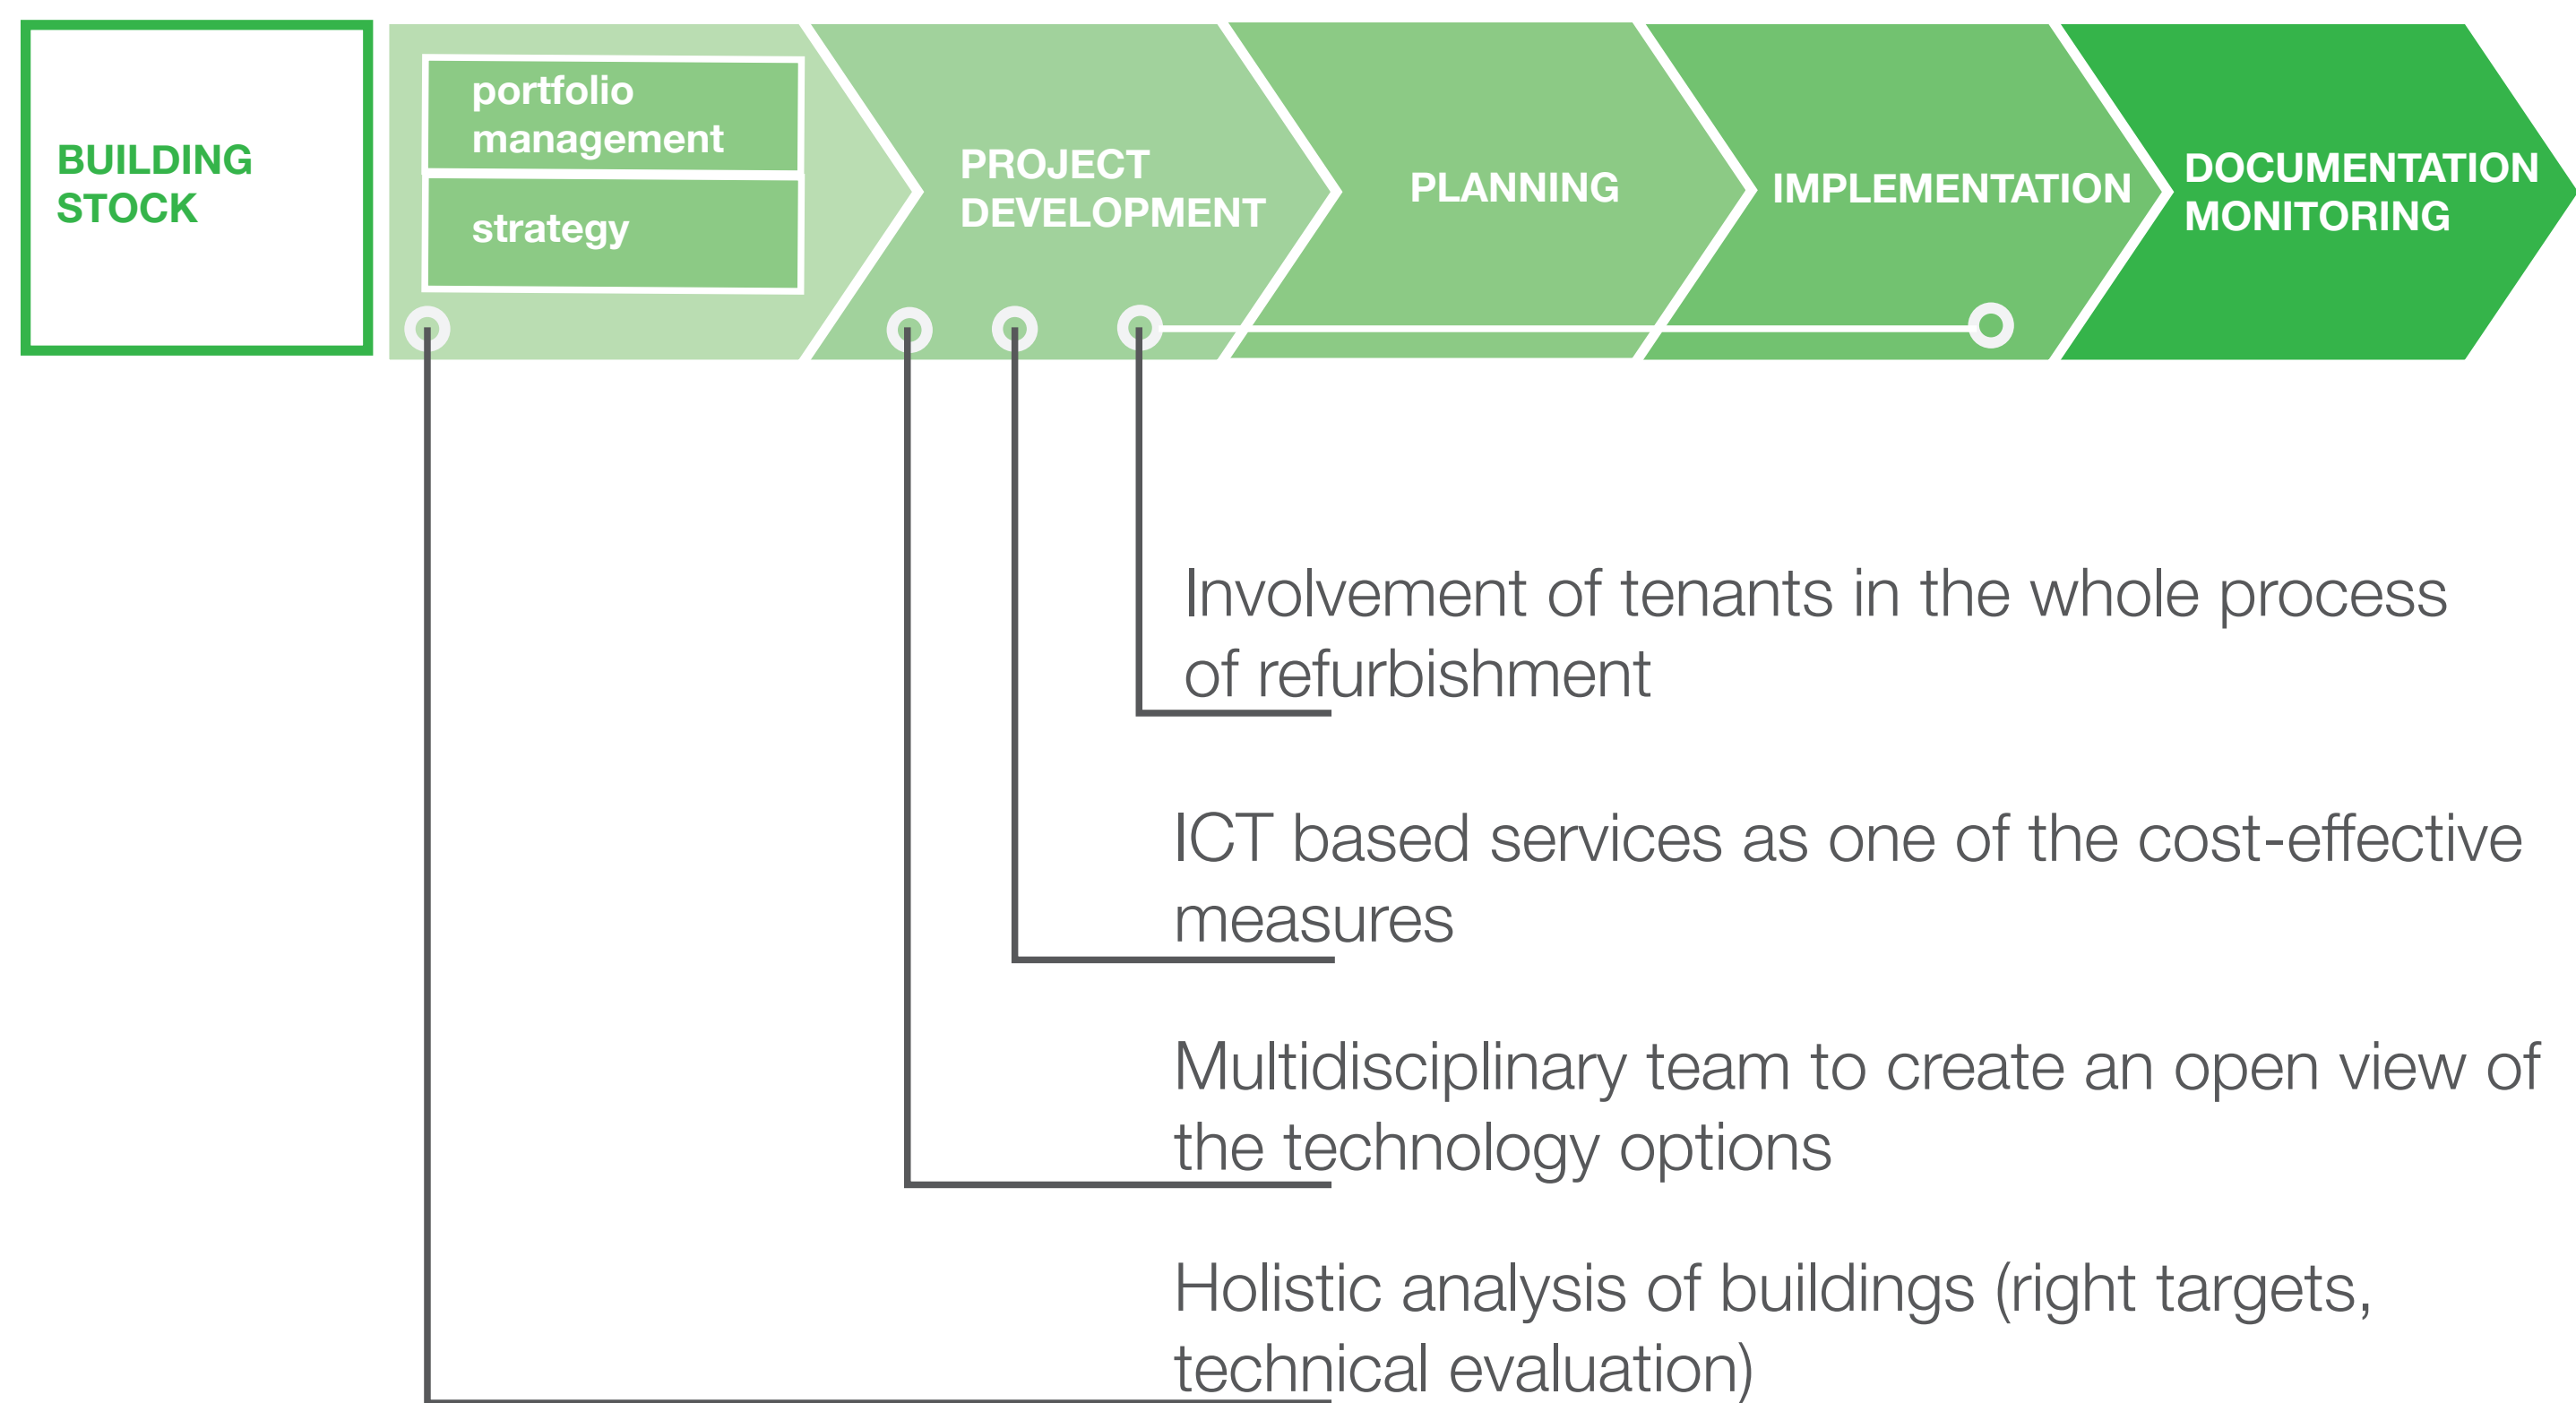 BUILDING
STOCK
portfolio
management
strategy
PROJECT
DEVELOPMENT
PLANNING
IMPLEMENTATION
DOCUMENTATION
MONITORING
Involvement of tenants in the whole process
of refurbishment
ICT based services as one of the cost-effective
measures
Multidisciplinary team to create an open view of
the technology options
Holistic analysis of buildings (right targets,
technical evaluation)